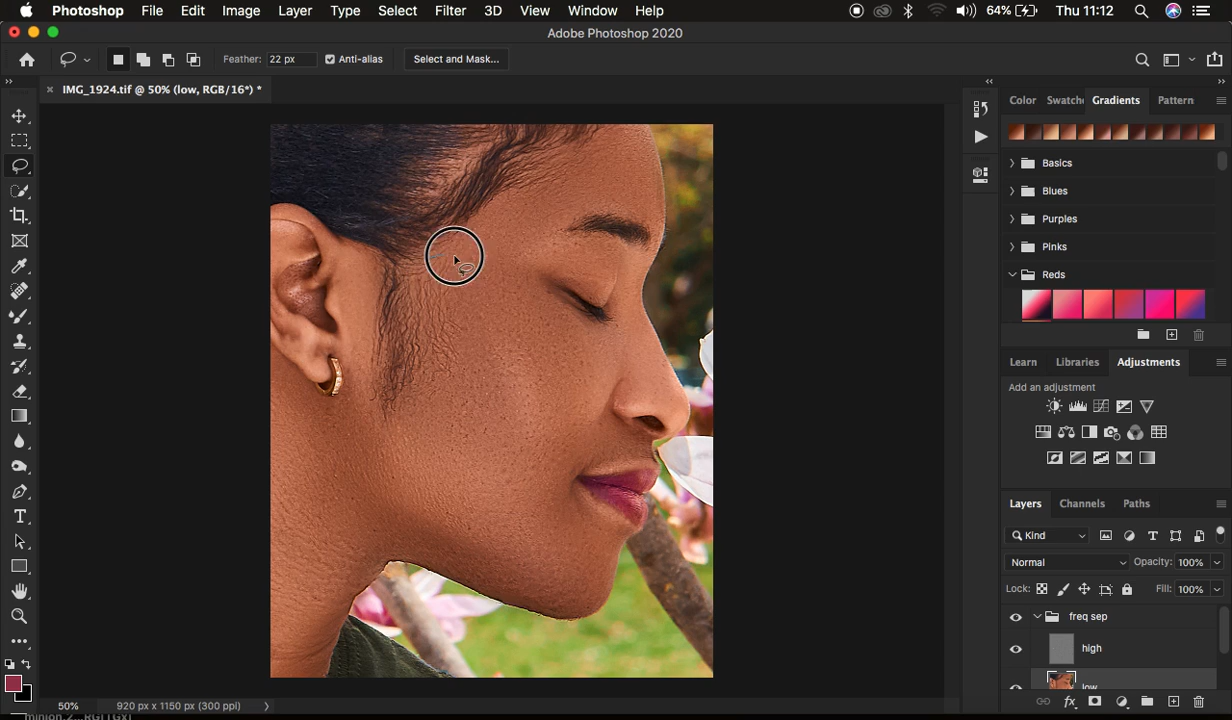 Photoshop File Edit Image Layer Type Select Filter 3D View Window Help 64% Thu 11:12
Adobe Photoshop 2020
Feather: 22 px Anti-alias Select and Mask...
IMG_1924.tif @ 50% (low, RGB/16*) *
Color Swatche Gradients Pattern
Basics
Blues
Purples
Pinks
Reds
Learn Libraries Adjustments
Add an adjustment
Layers Channels Paths
Kind
Normal Opacity: 100%
Lock: Fill: 100%
freq sep
high
low
50% 920 px x 1150 px (300 ppi)